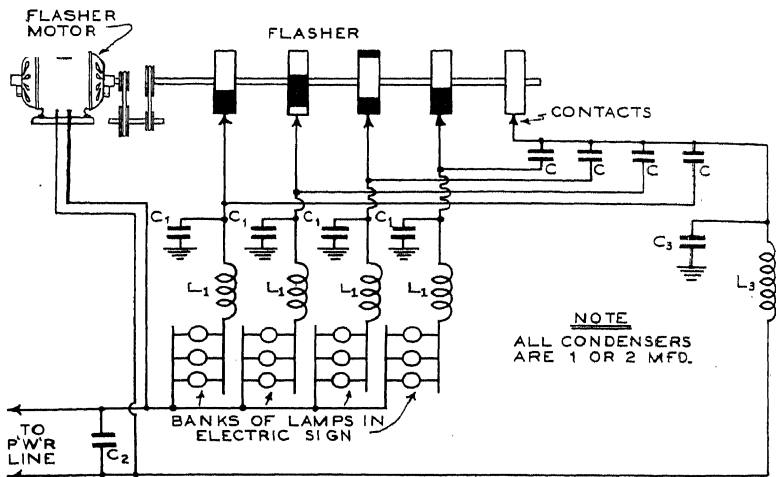 FLASHER
MOTOR
FLASHER
CONTACTS
C
C
C
C
C1
C1
C1
C1
C3
L1
L1
L1
L1
L3
NOTE
ALL CONDENSERS
ARE 1 OR 2 MFD.
BANKS OF LAMPS IN
ELECTRIC SIGN
TO
P'W'R
LINE
C2